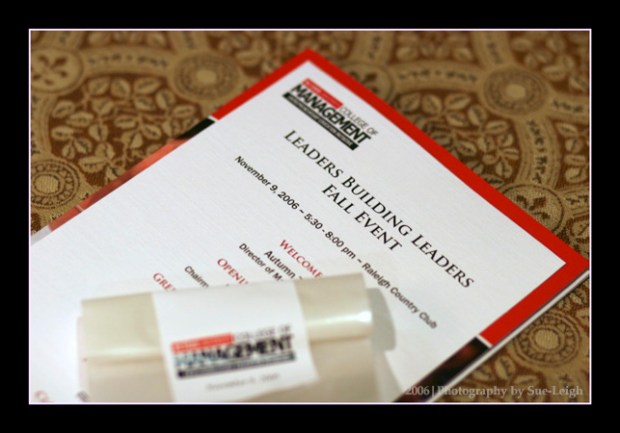 COLLEGE OF
MANAGEMENT
LEADERS BUILDING LEADERS
FALL EVENT
November 9, 2006 – 5:30 - 8:00 pm – Raleigh Country Club
WELCOME
Autumn
Director of M
OPENI
Chairm
GRE
COLLEGE OF
MANAGEMENT
2006|Photography by Sue-Leigh